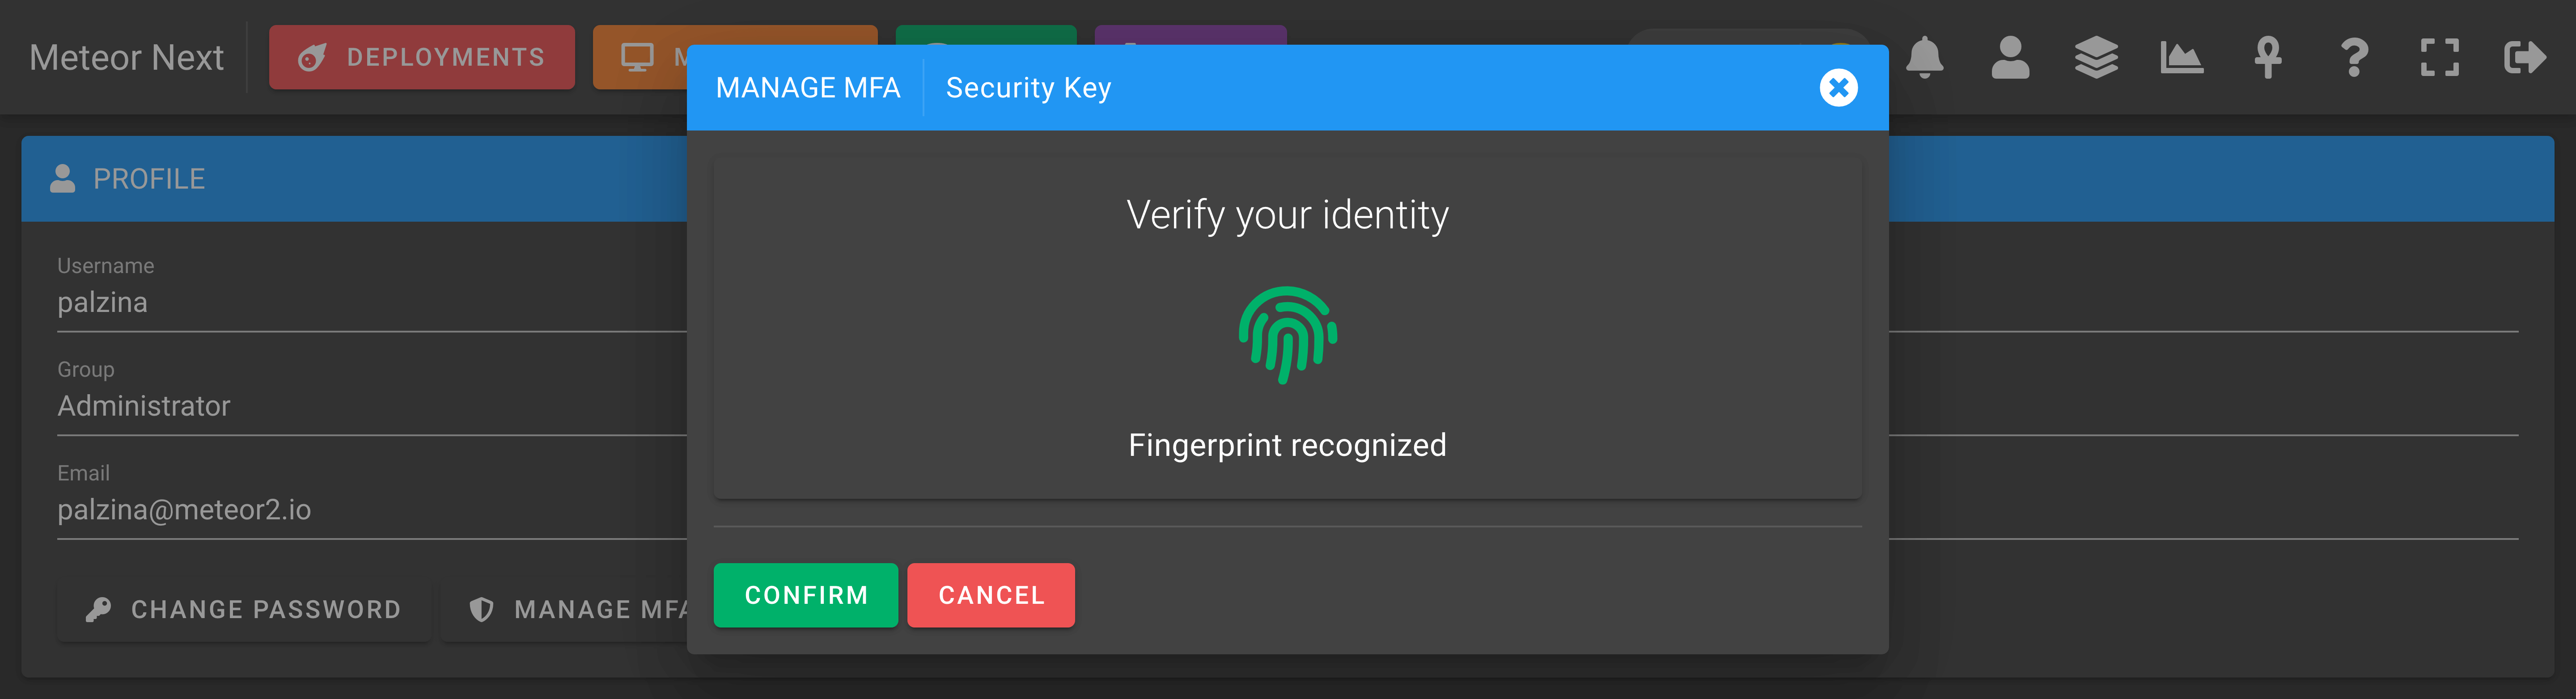 Meteor Next
DEPLOYMENTS
MANAGE MFA
Security Key
PROFILE
Verify your identity
Username
palzina
Group
Administrator
Fingerprint recognized
Email
palzina@meteor2.io
CONFIRM
CANCEL
CHANGE PASSWORD
MANAGE MFA